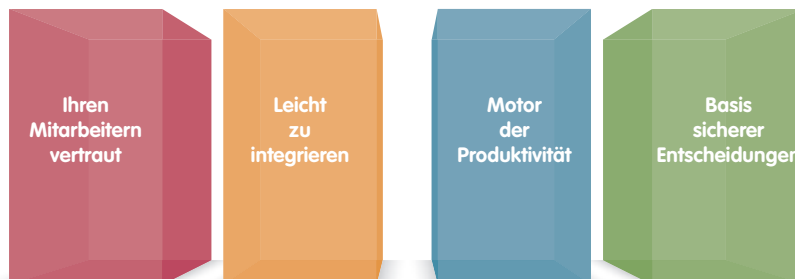 Ihren
Mitarbeitern
vertraut
Leicht
zu
integrieren
Motor
der
Produktivität
Basis
sicherer
Entscheidungen